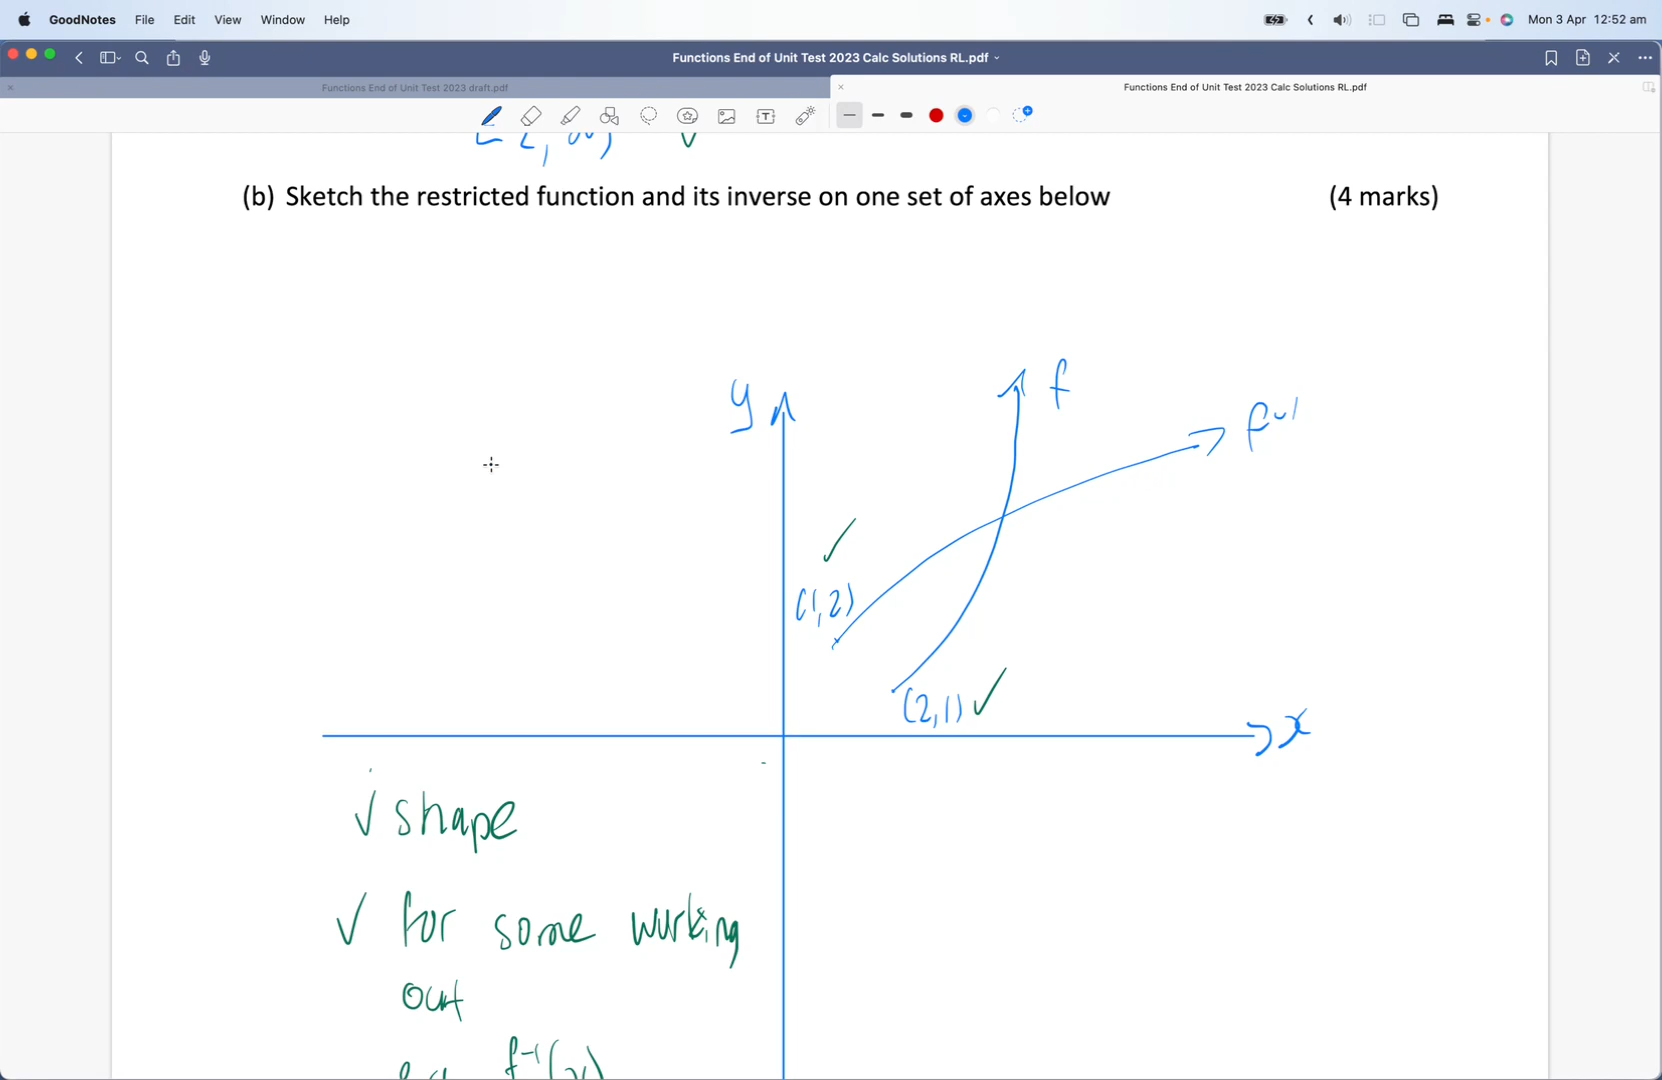 GoodNotes File Edit View Window Help Mon 3 Apr 12:52 am
Functions End of Unit Test 2023 Calc Solutions RL.pdf
Functions End of Unit Test 2023 draft.pdf
Functions End of Unit Test 2023 Calc Solutions RL.pdf
(b) Sketch the restricted function and its inverse on one set of axes below (4 marks)
y
f
f-1
✓
(1,2)
(2,1) ✓
x
✓ shape
✓ for some working
out
f⁻¹(x)